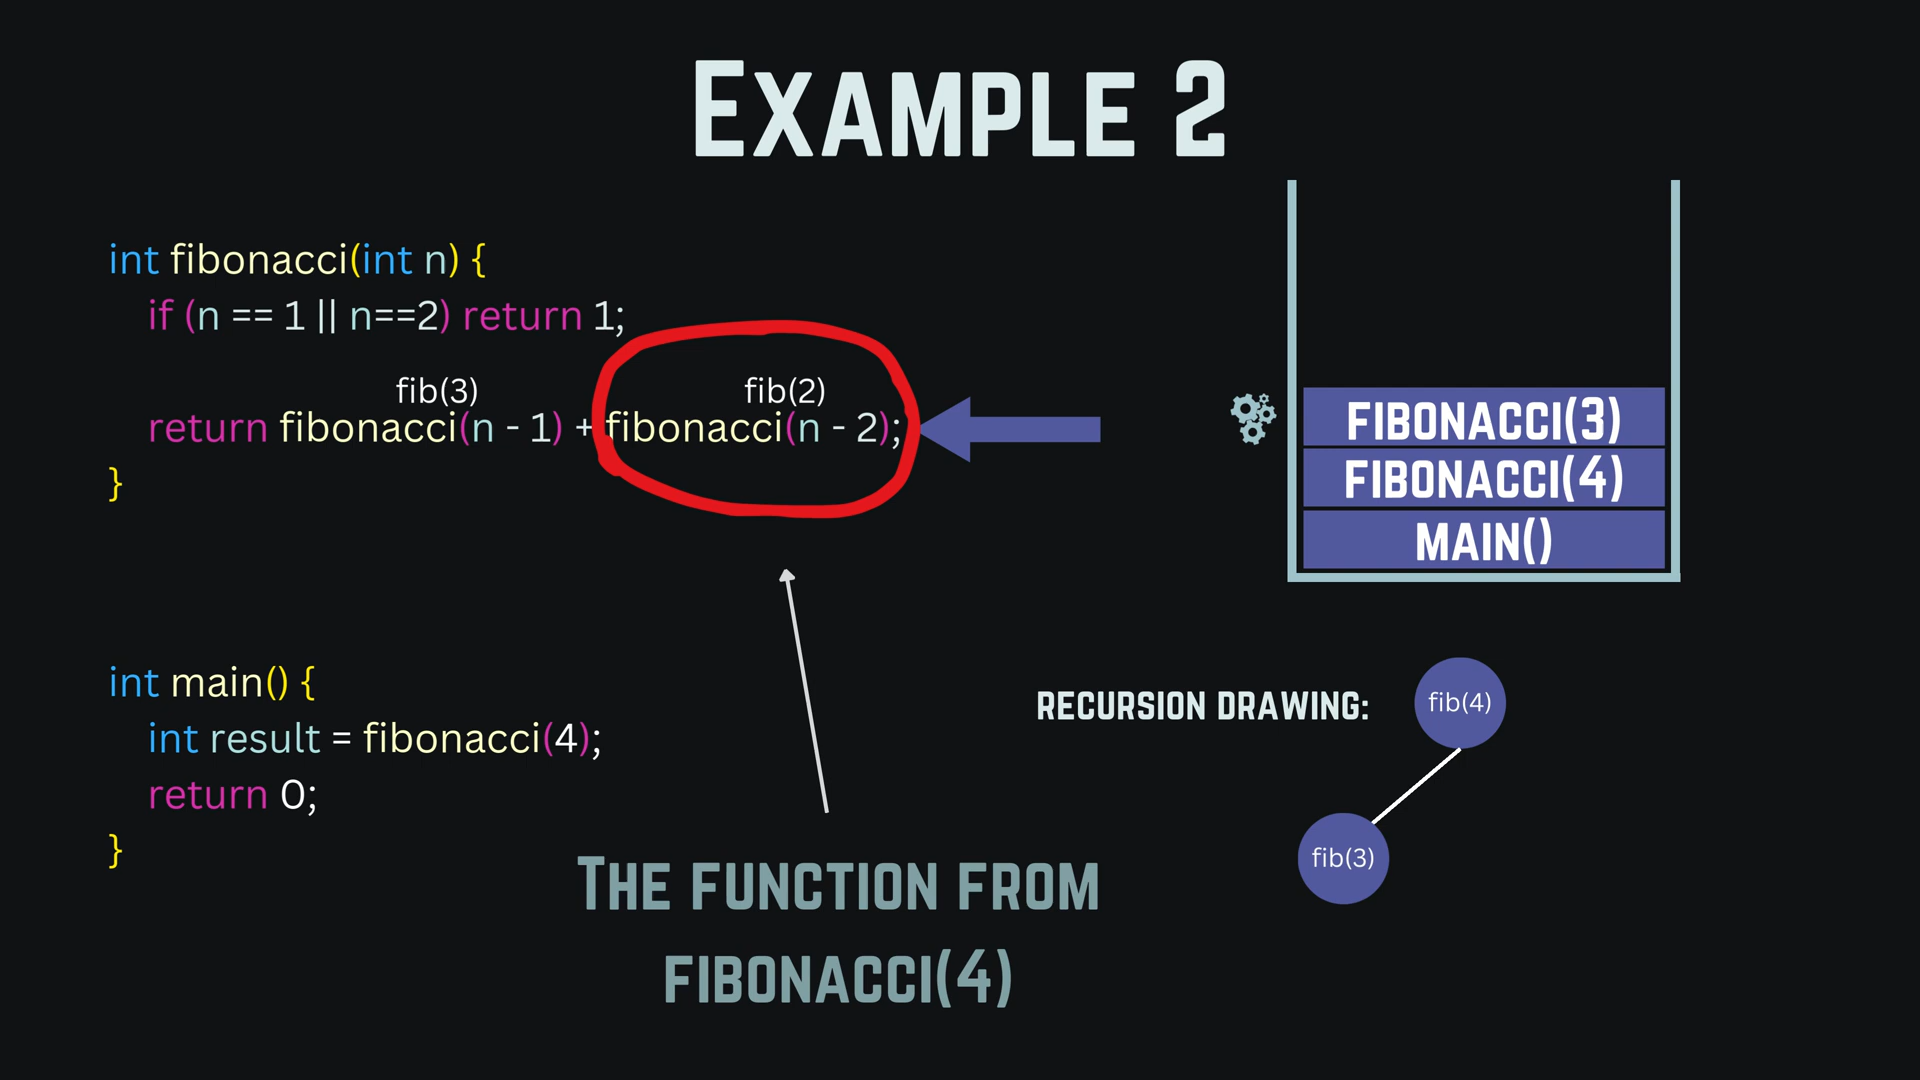 EXAMPLE 2
int fibonacci(int n) {
if (n == 1 || n==2) return 1;
fib(3) fib(2)
return fibonacci(n - 1) + fibonacci(n - 2);
}
int main() {
int result = fibonacci(4);
return 0;
}
THE FUNCTION FROM
FIBONACCI(4)
FIBONACCI(3)
FIBONACCI(4)
MAIN()
RECURSION DRAWING:
fib(4)
fib(3)